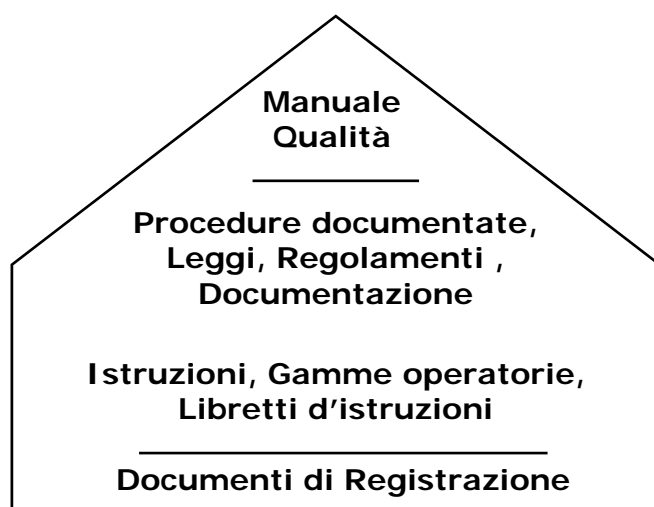 Manuale
Qualità
Procedure documentate,
Leggi, Regolamenti ,
Documentazione
Istruzioni, Gamme operatorie,
Libretti d'istruzioni
Documenti di Registrazione